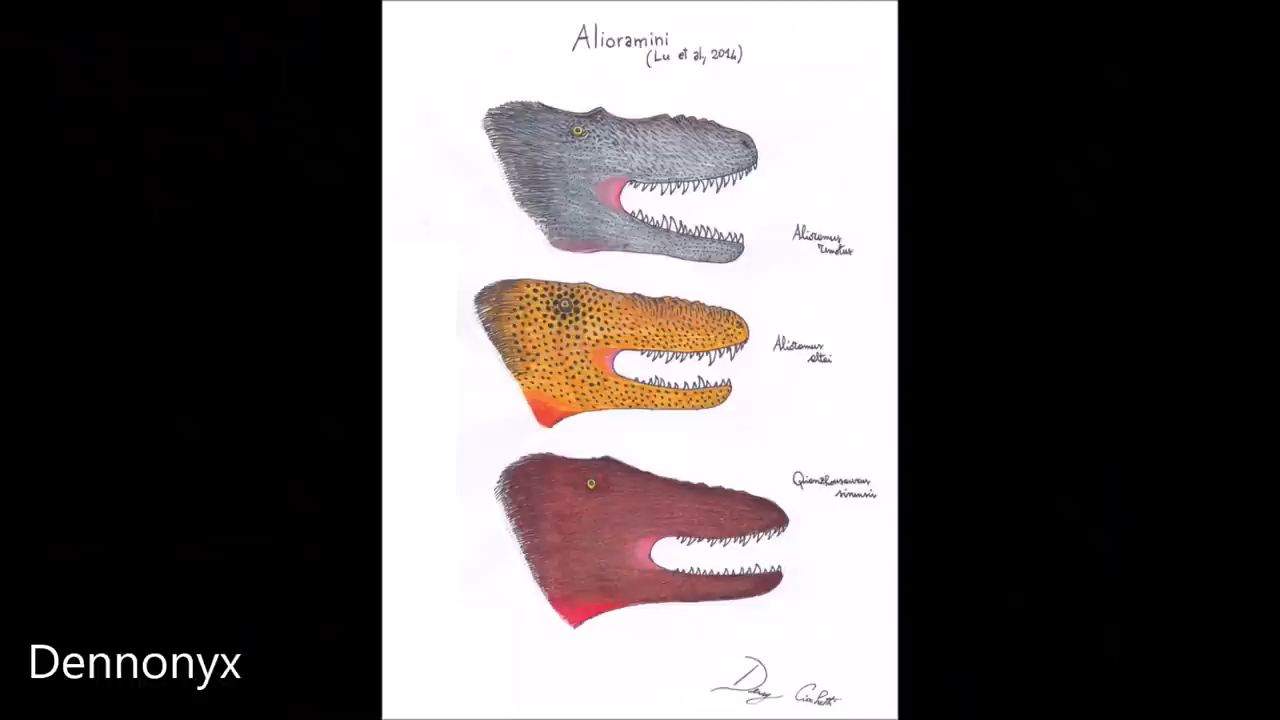 Alioramini
(Lu et al, 2014)
Alioramus
remotus
Alioramus
altai
Qianzhousaurus
sinensis
Dennonyx